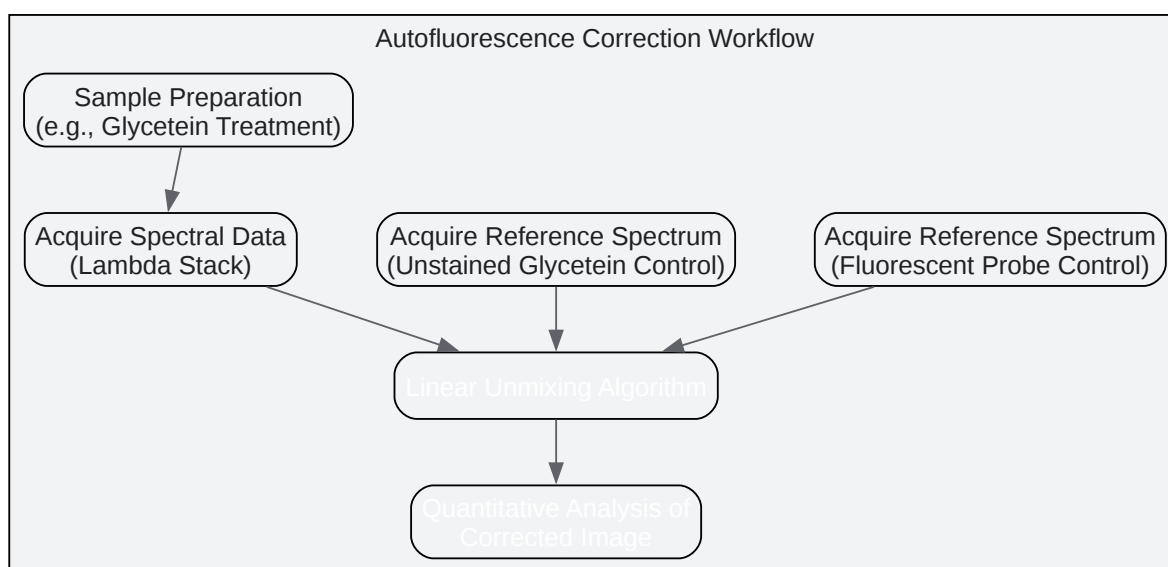 Autofluorescence Correction Workflow
Sample Preparation
(e.g., Glycetein Treatment)
Acquire Spectral Data
(Lambda Stack)
Acquire Reference Spectrum
(Unstained Glycetein Control)
Acquire Reference Spectrum
(Fluorescent Probe Control)
Linear Unmixing Algorithm
Quantitative Analysis of
Corrected Image